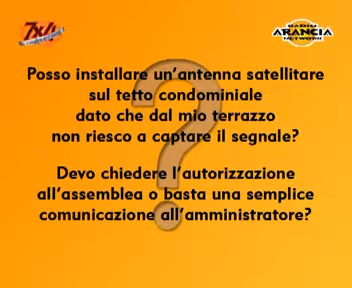 7x4
RADIO
ARANCIA
NETWORK
Posso installare un'antenna satellitare
sul tetto condominiale
dato che dal mio terrazzo
non riesco a captare il segnale?
Devo chiedere l'autorizzazione
all'assemblea o basta una semplice
comunicazione all'amministratore?
?